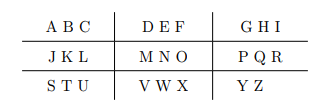 A B C D E F G H I
J K L M N O P Q R
S T U V W X Y Z